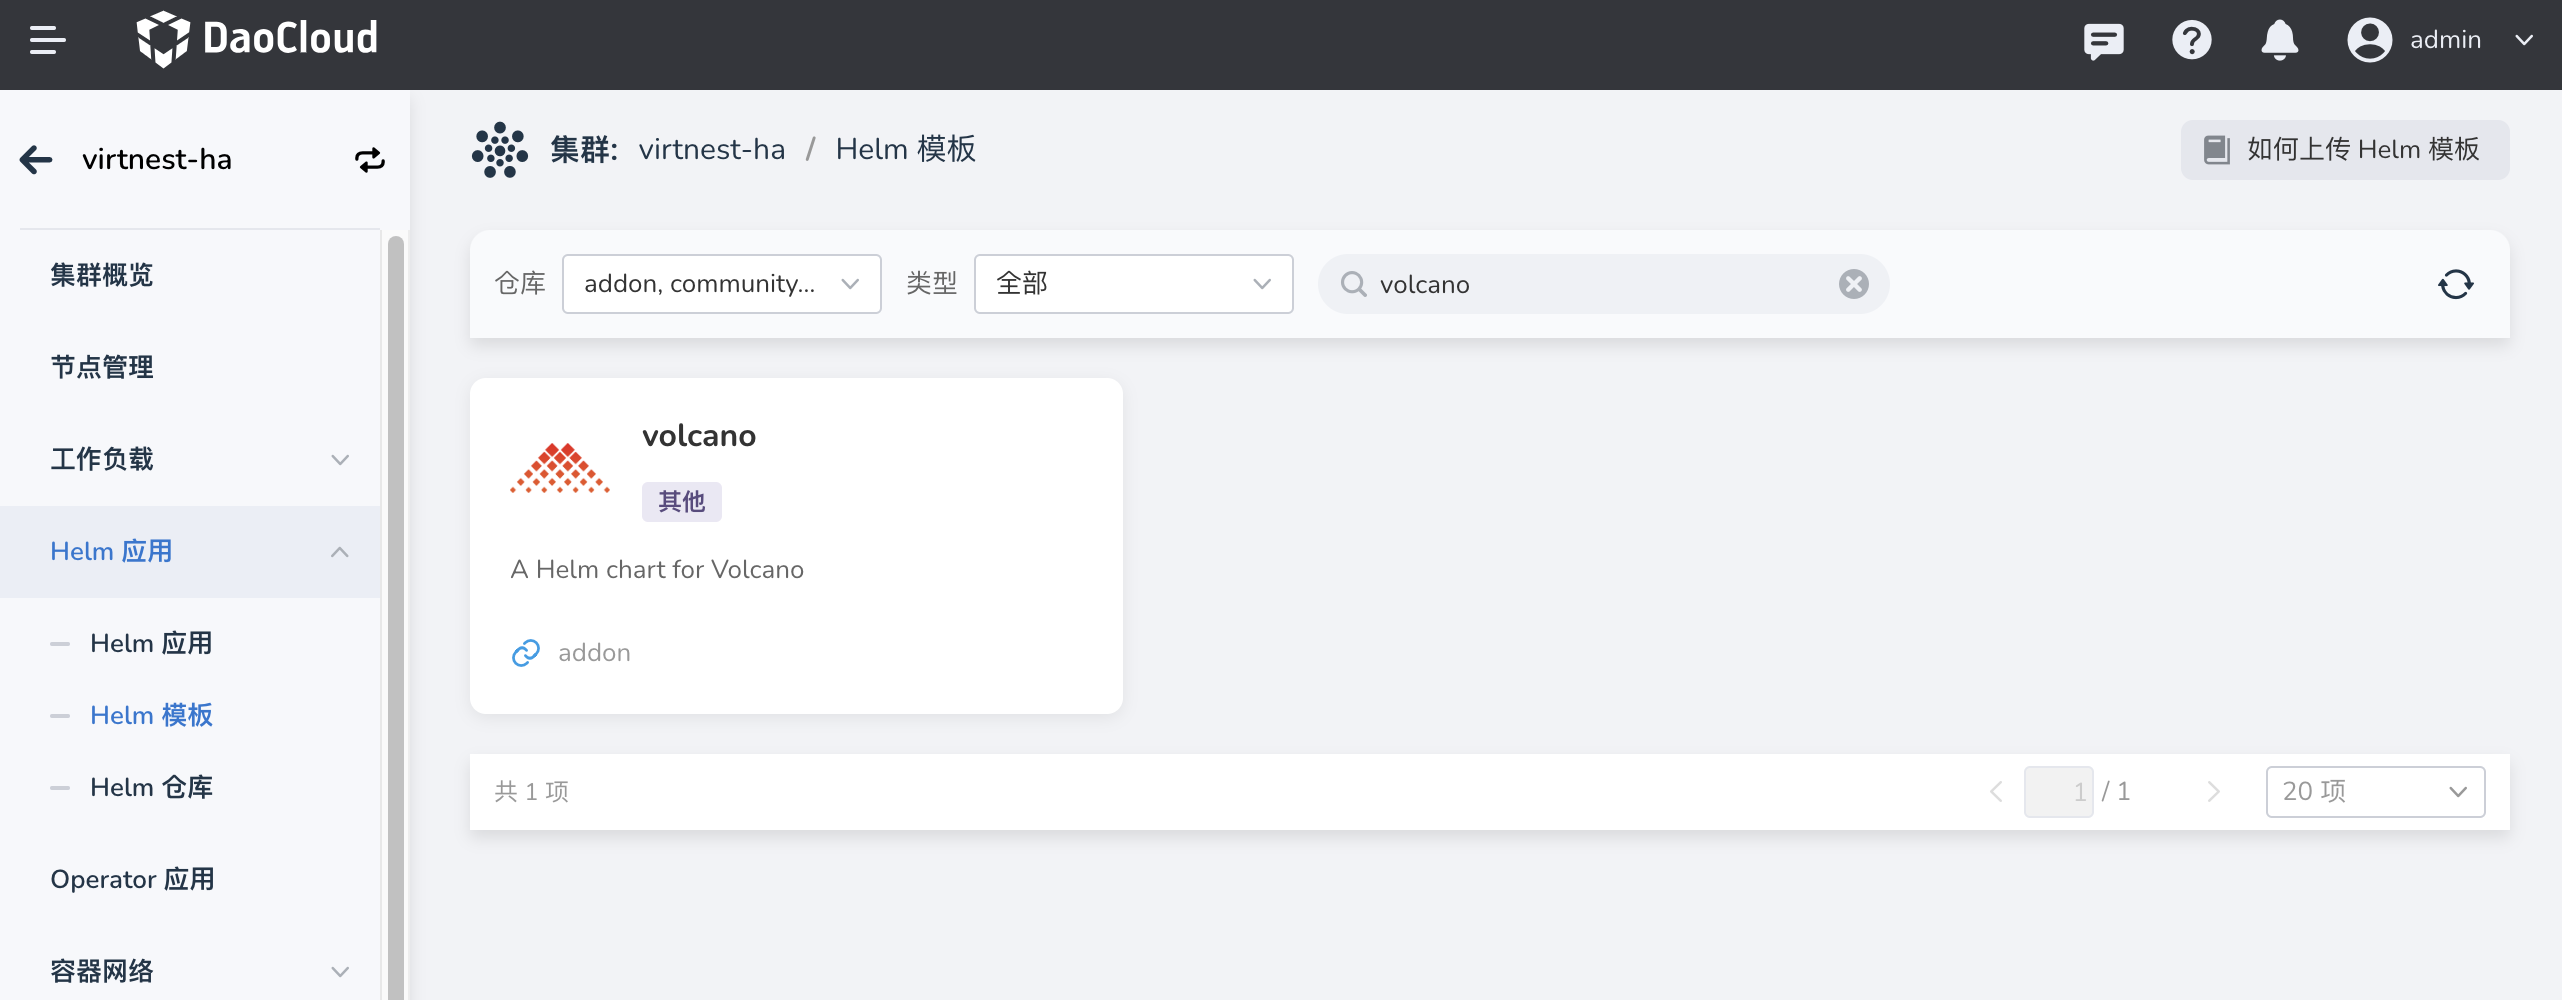 DaoCloud
admin
virtnest-ha
集群概览
节点管理
工作负载
Helm 应用
Helm 应用
Helm 模板
Helm 仓库
Operator 应用
容器网络
集群: virtnest-ha / Helm 模板
如何上传 Helm 模板
仓库 addon, community... 类型 全部 volcano
volcano
其他
A Helm chart for Volcano
addon
共 1 项
1 / 1
20 项